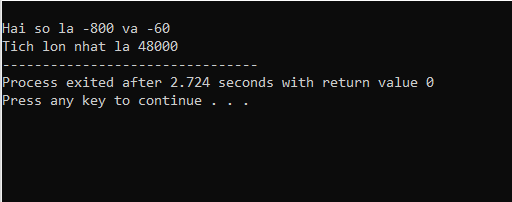 Hai so la -800 va -60
Tich lon nhat la 48000
--------------------------------
Process exited after 2.724 seconds with return value 0
Press any key to continue . . .